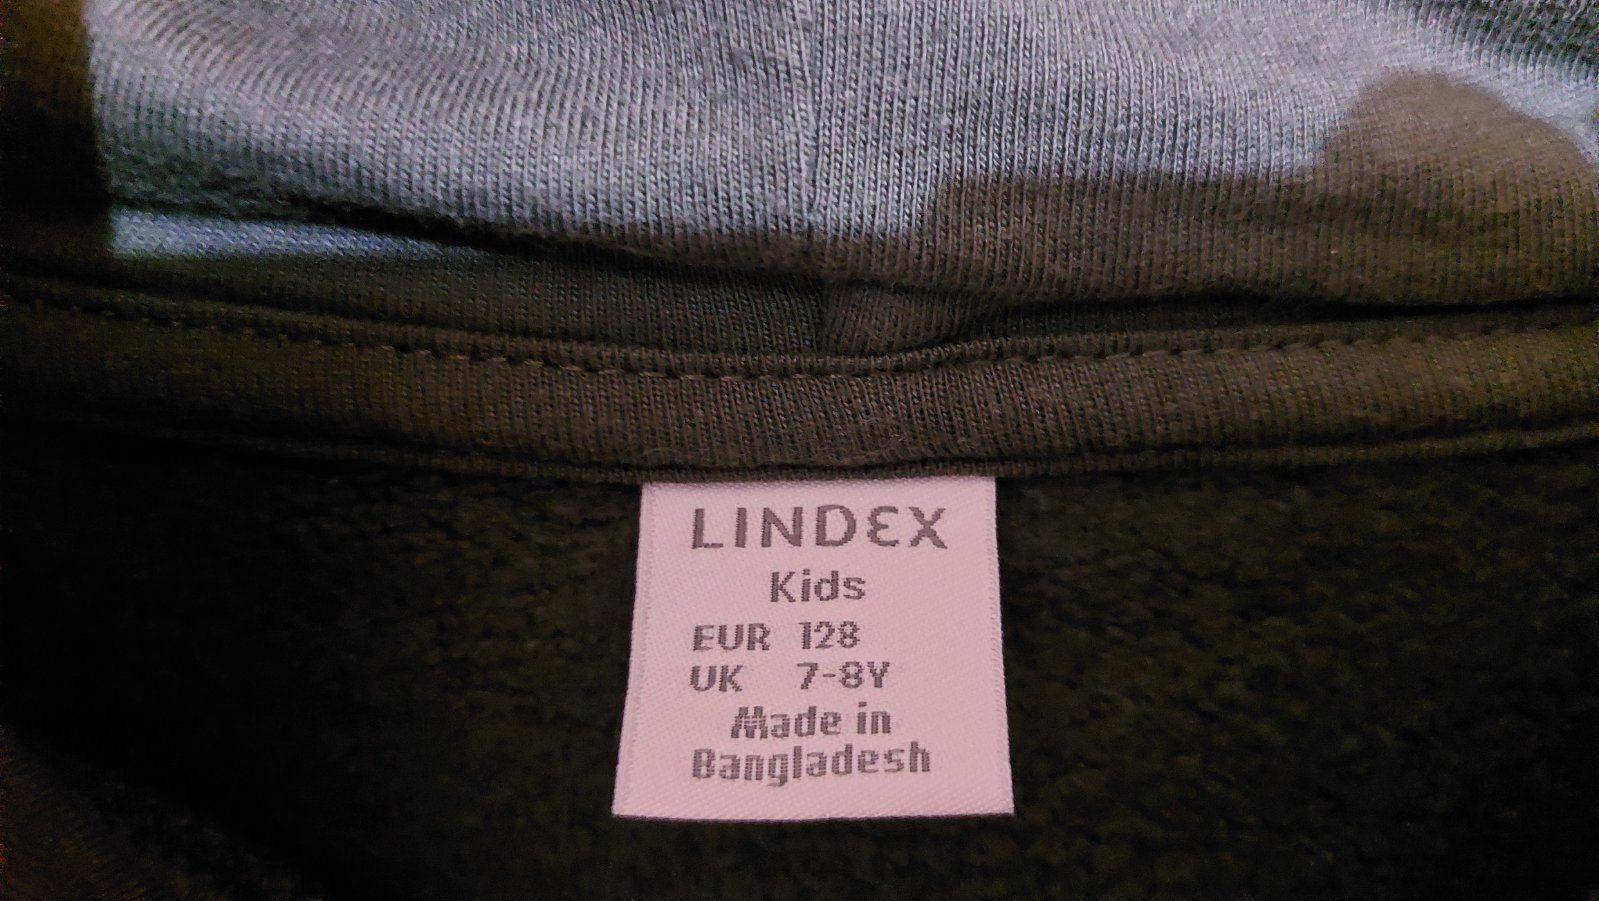 LINDEX
Kids
EUR 128
UK 7-8Y
Made in
Bangladesh